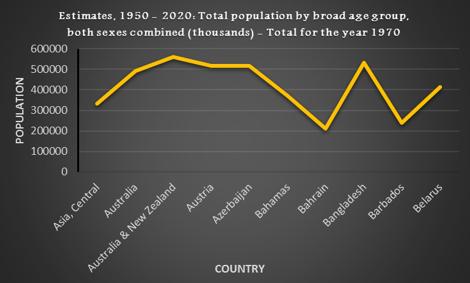 Estimates, 1950 - 2020: Total population by broad age group,
both sexes combined (thousands) - Total for the year 1970
POPULATION
600000
500000
400000
300000
200000
100000
0
Asia, Central
Australia
Australia & New Zealand
Austria
Azerbaijan
Bahamas
Bahrain
Bangladesh
Barbados
Belarus
COUNTRY